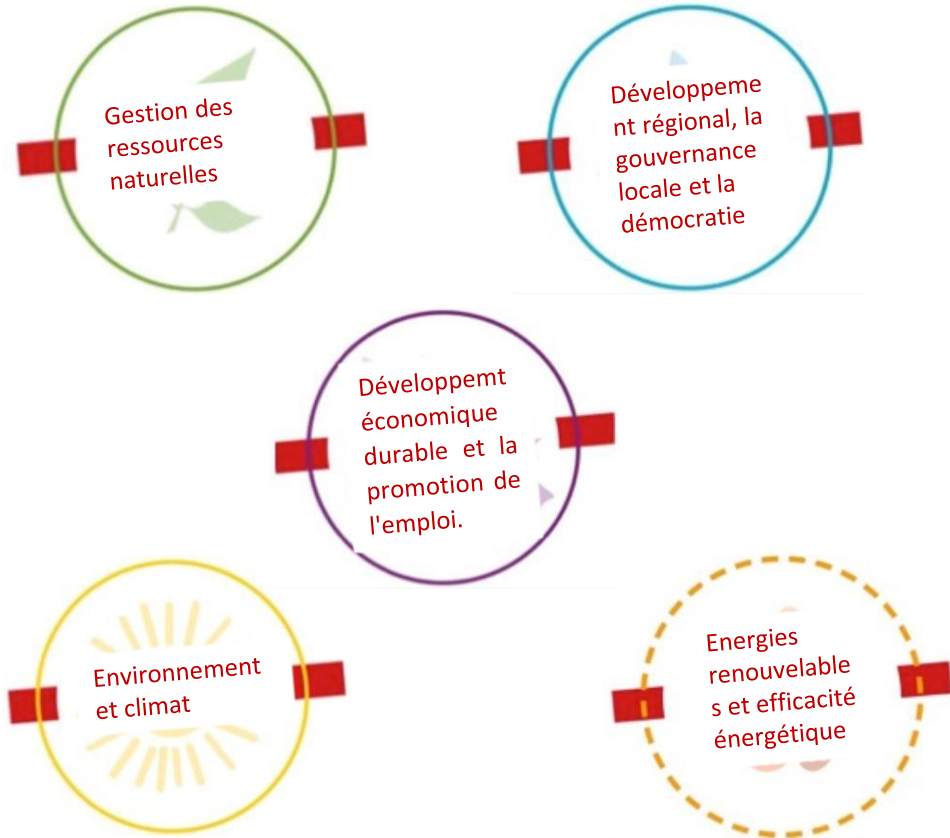 Gestion des
ressources
naturelles
Développeme
nt régional, la
gouvernance
locale et la
démocratie
Développemt
économique
durable et la
promotion de
l'emploi.
Environnement
et climat
Energies
renouvelable
s et efficacité
énergétique